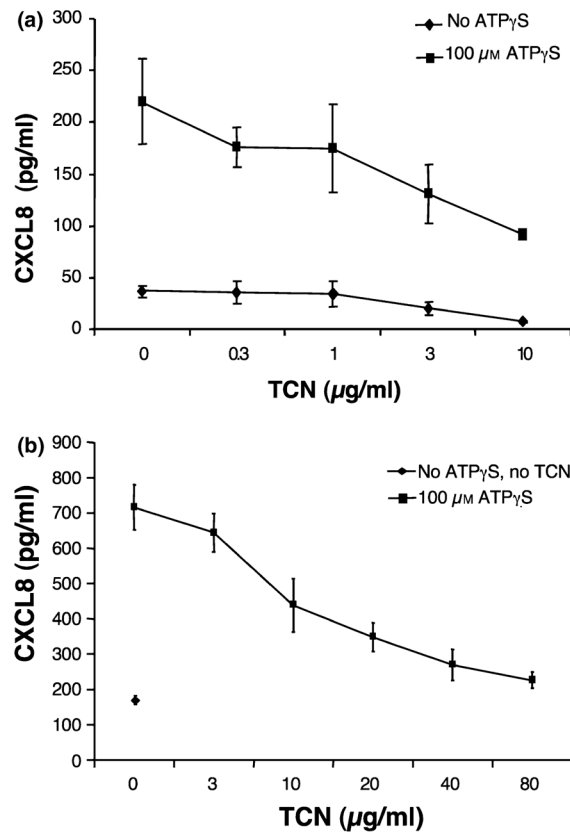 (a)
No ATPγS
100 µM ATPγS
300
250
200
150
100
50
0
CXCL8 (pg/ml)
0 0.3 1 3 10
TCN (µg/ml)
(b)
No ATPγS, no TCN
100 µM ATPγS
900
800
700
600
500
400
300
200
100
0
CXCL8 (pg/ml)
0 3 10 20 40 80
TCN (µg/ml)